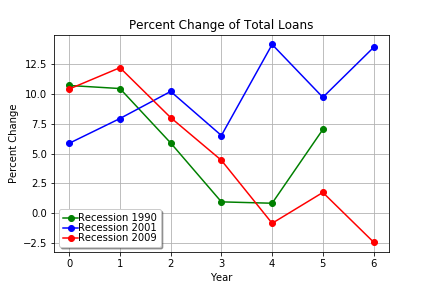 Percent Change of Total Loans
Percent Change
12.5
10.0
7.5
5.0
2.5
0.0
−2.5
Recession 1990
Recession 2001
Recession 2009
0 1 2 3 4 5 6
Year